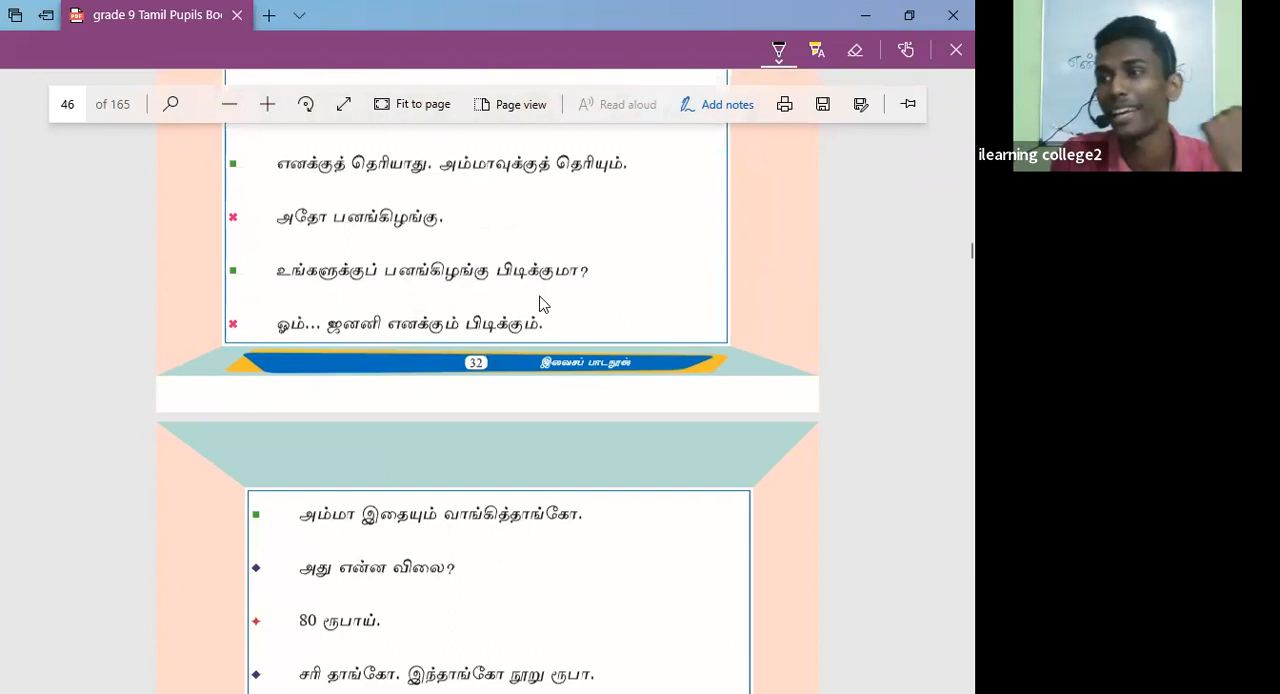 grade 9 Tamil Pupils Boo
46 of 165 Fit to page Page view Read aloud Add notes
எனக்குத் தெரியாது. அம்மாவுக்குத் தெரியும்.
அதோ பனங்கிழங்கு.
உங்களுக்குப் பனங்கிழங்கு பிடிக்குமா?
ஓம்... ஜனனி எனக்கும் பிடிக்கும்.
32 இலவசப் பாடநூல்
அம்மா இதையும் வாங்கித்தாங்கோ.
அது என்ன விலை?
80 ரூபாய்.
சரி தாங்கோ. இந்தாங்கோ நூறு ரூபா.
ilearning college2